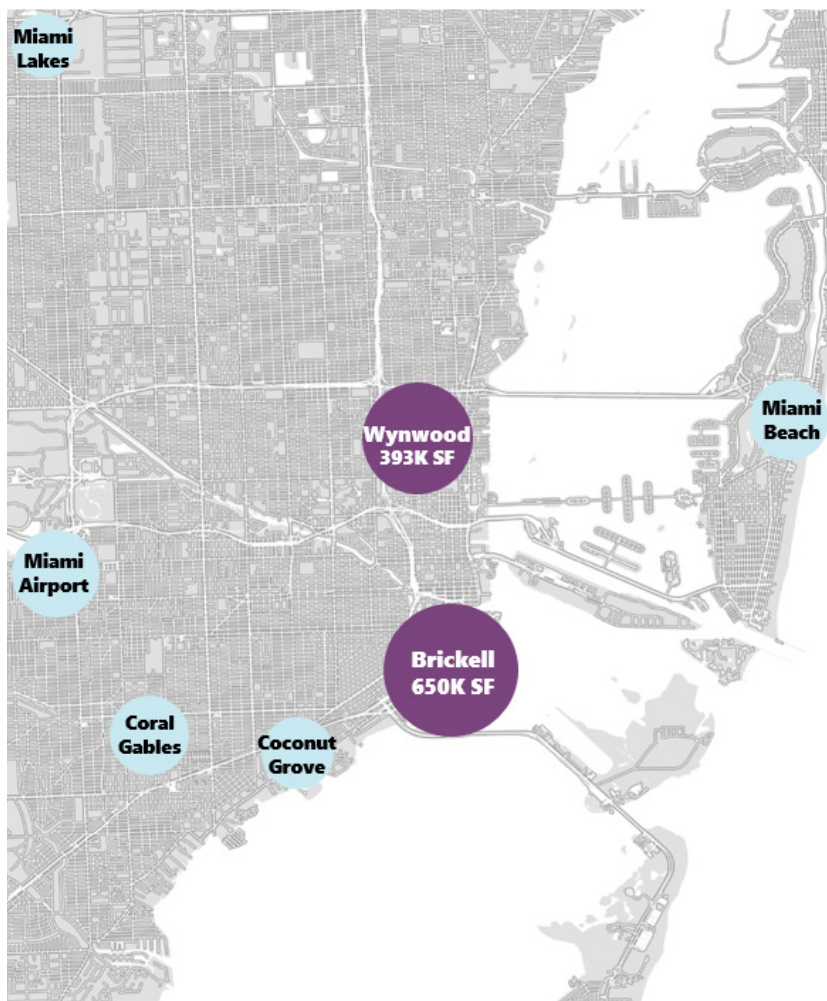 Miami
Lakes
Wynwood
393K SF
Miami
Beach
Miami
Airport
Brickell
650K SF
Coral
Gables
Coconut
Grove